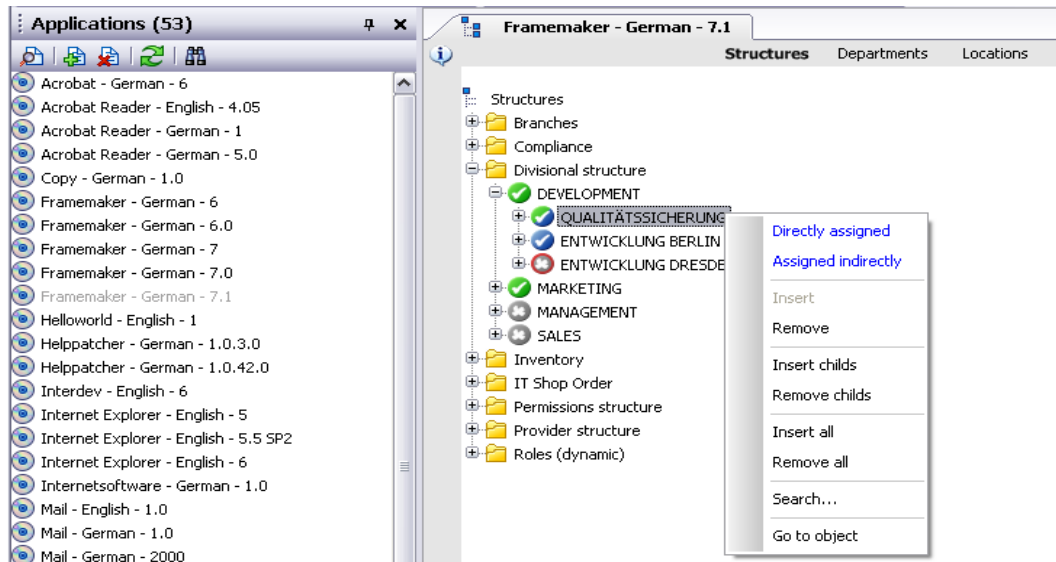 Applications (53)
Acrobat - German - 6
Acrobat Reader - English - 4.05
Acrobat Reader - German - 1
Acrobat Reader - German - 5.0
Copy - German - 1.0
Framemaker - German - 6
Framemaker - German - 6.0
Framemaker - German - 7
Framemaker - German - 7.0
Framemaker - German - 7.1
Helloworld - English - 1
Helppatcher - German - 1.0.3.0
Helppatcher - German - 1.0.42.0
Interdev - English - 6
Internet Explorer - English - 5
Internet Explorer - English - 5.5 SP2
Internet Explorer - English - 6
Internetsoftware - German - 1.0
Mail - English - 1.0
Mail - German - 1.0
Mail - German - 2000
Framemaker - German - 7.1
Structures Departments Locations
Structures
Branches
Compliance
Divisional structure
DEVELOPMENT
QUALITÄTSSICHERUNG
ENTWICKLUNG BERLIN
ENTWICKLUNG DRESDE
MARKETING
MANAGEMENT
SALES
Inventory
IT Shop Order
Permissions structure
Provider structure
Roles (dynamic)
Directly assigned
Assigned indirectly
Insert
Remove
Insert childs
Remove childs
Insert all
Remove all
Search...
Go to object